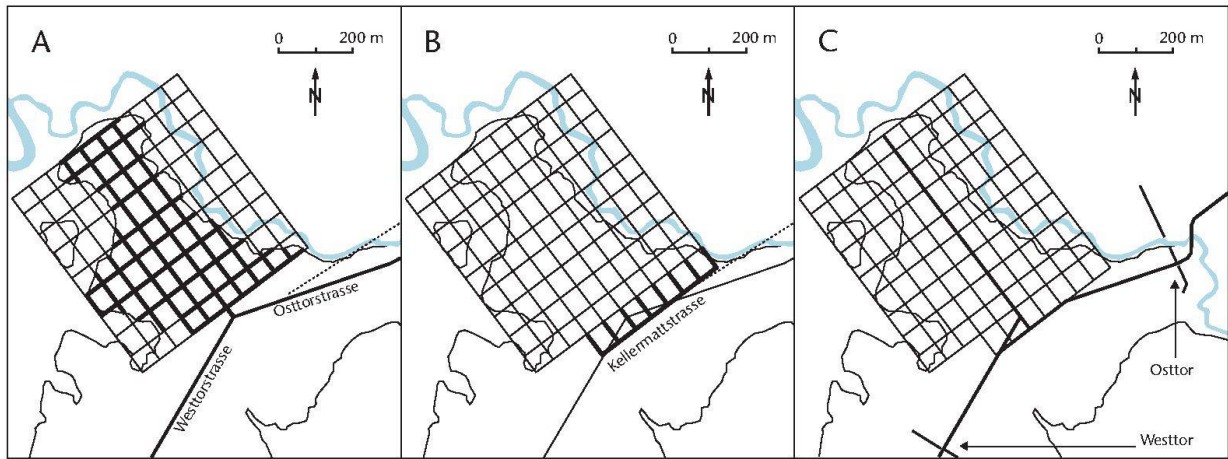 A
0 200 m
N
Osttorstrasse
Westtorstrasse
B
0 200 m
N
Kellermattstrasse
C
0 200 m
N
Osttor
Westtor